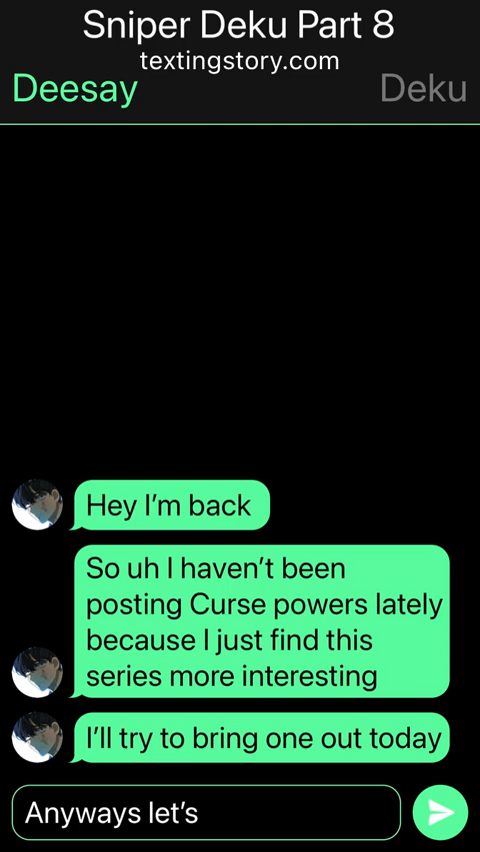 Sniper Deku Part 8
textingstory.com
Deesay
Deku
Hey I’m back
So uh I haven’t been
posting Curse powers lately
because I just find this
series more interesting
I’ll try to bring one out today
Anyways let’s